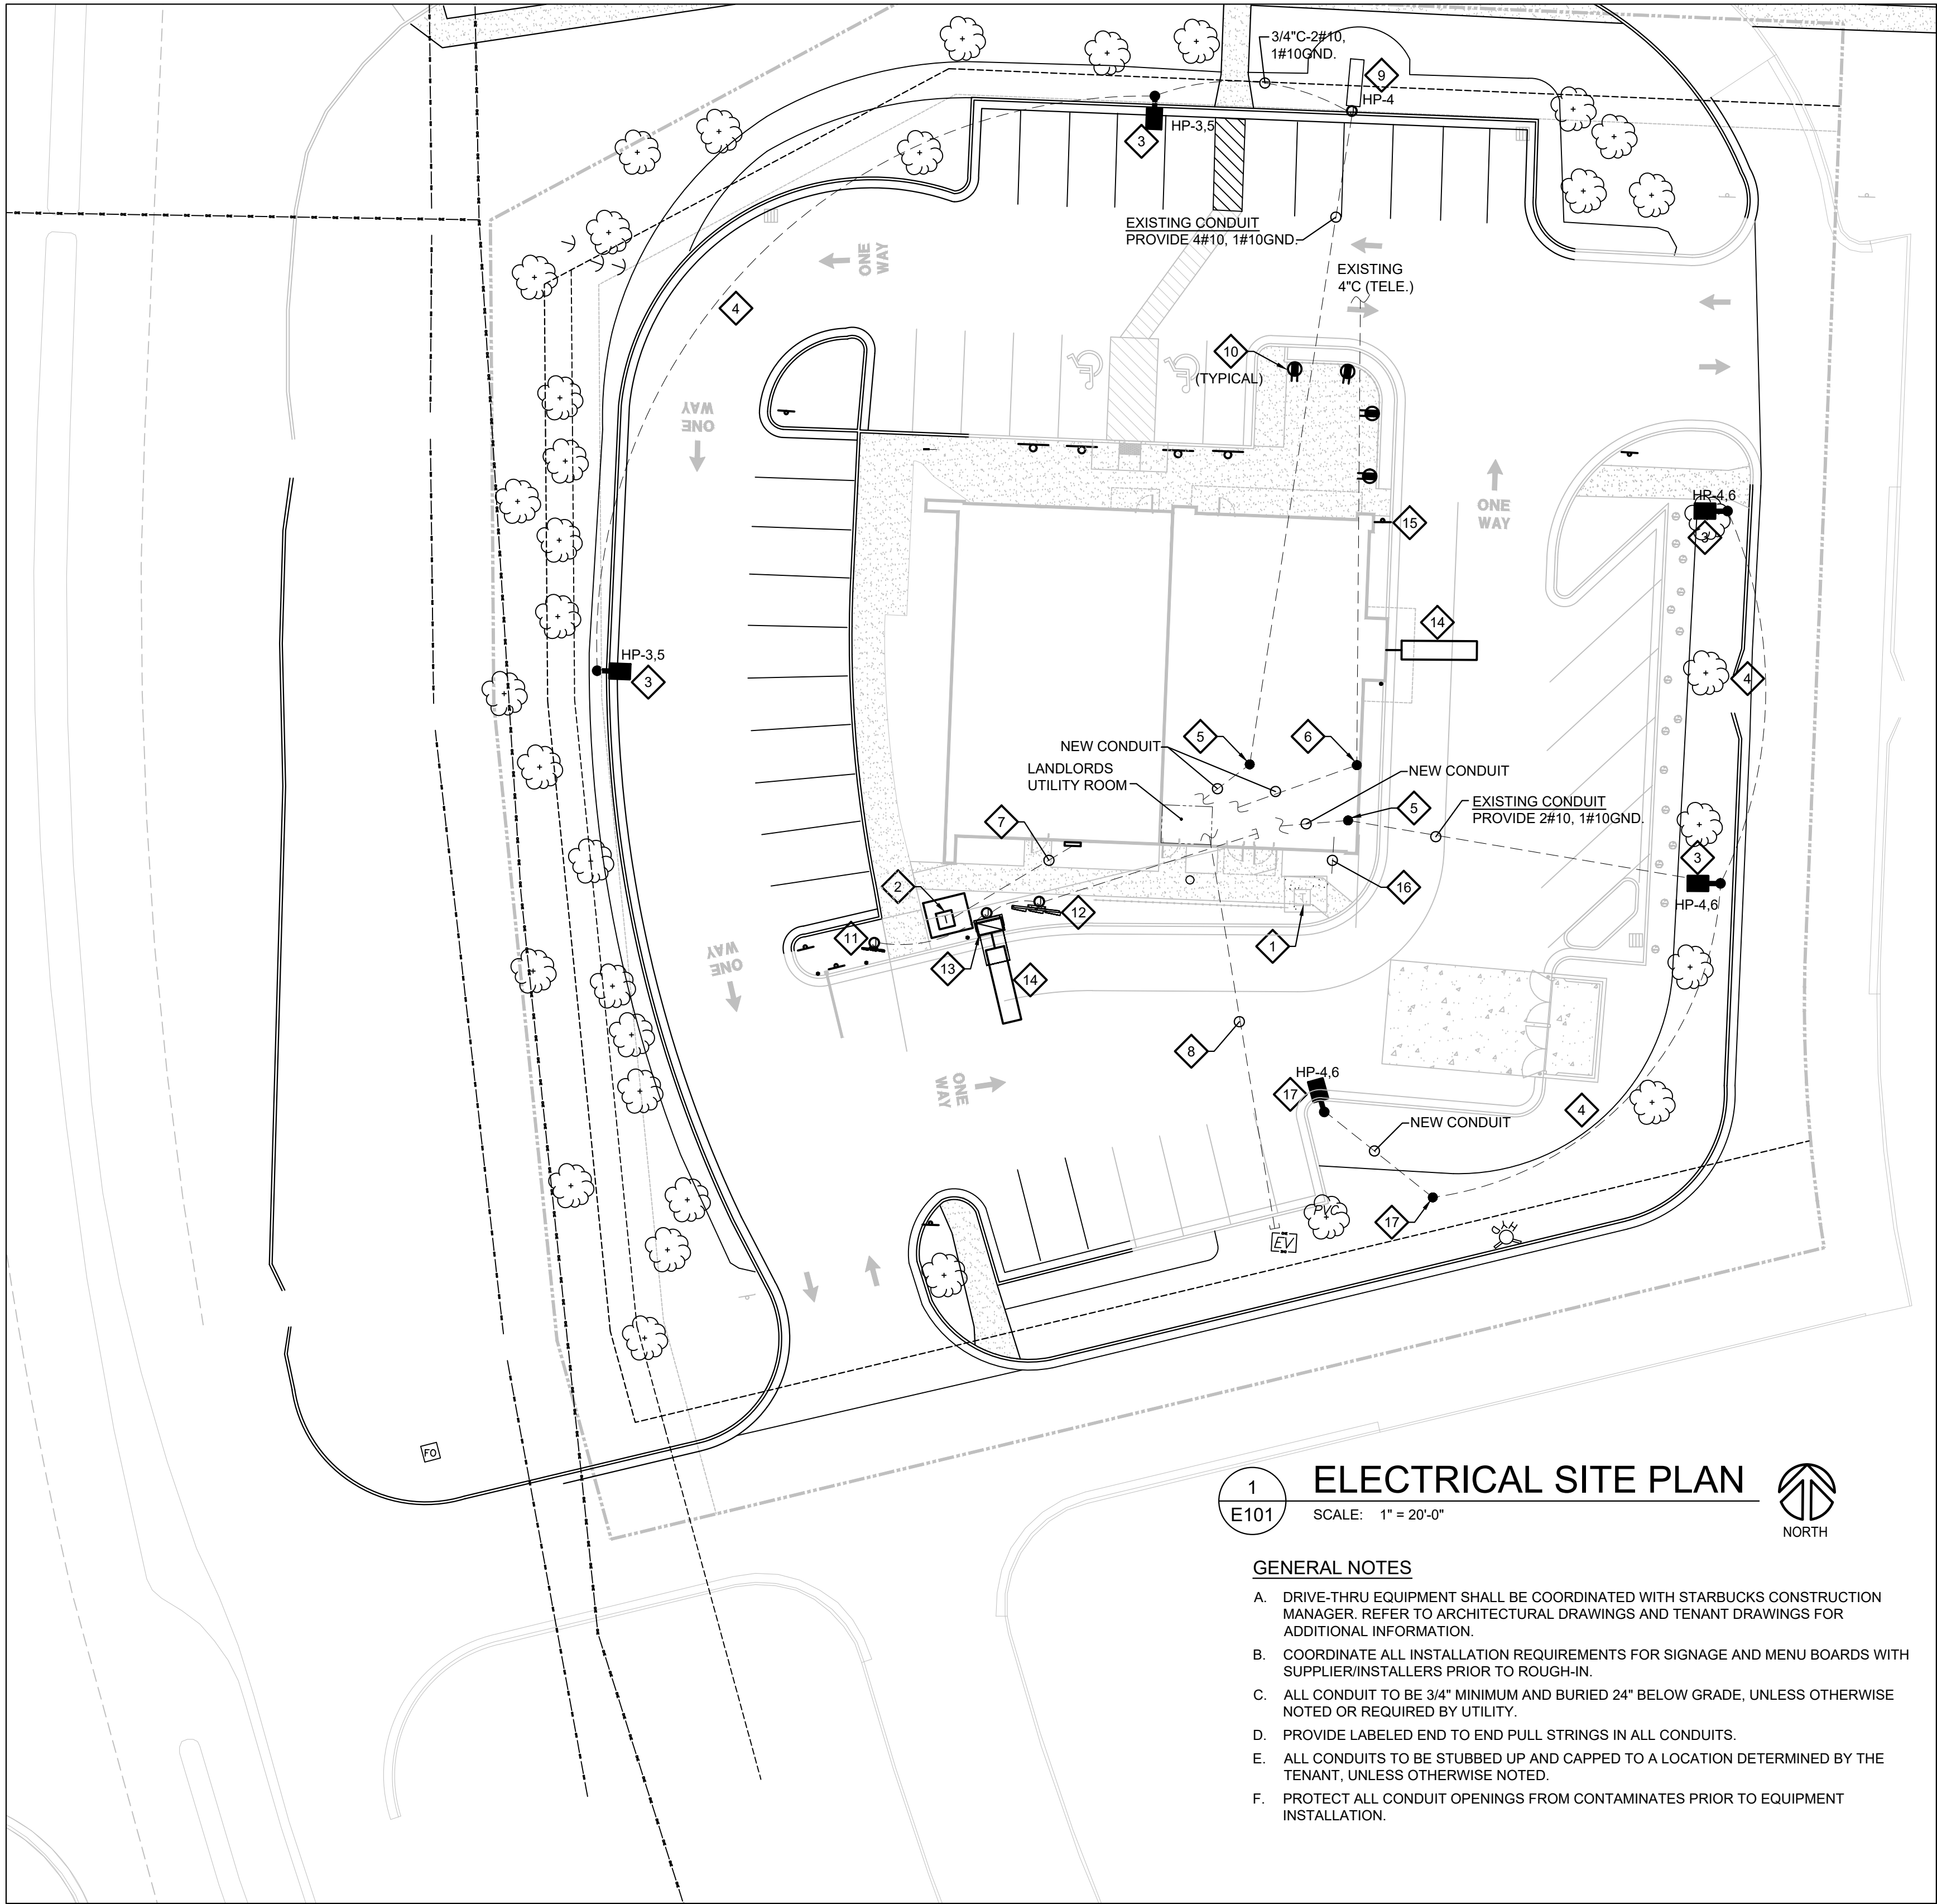 3/4"C-2#10,
1#10GND.
9
HP-4
HP-3,5
3
EXISTING CONDUIT
PROVIDE 4#10, 1#10GND.
ONE
WAY
EXISTING
4"C (TELE.)
4
10
(TYPICAL)
ONE
WAY
HP-4,6
3
ONE
WAY
15
14
HP-3,5
3
4
5
6
NEW CONDUIT
LANDLORDS
UTILITY ROOM
NEW CONDUIT
5
EXISTING CONDUIT
PROVIDE 2#10, 1#10GND.
7
3
HP-4,6
2
16
12
11
1
13
14
ONE
WAY
8
HP-4,6
17
ONE
WAY
4
NEW CONDUIT
PVC
17
EV
FO
1
E101
ELECTRICAL SITE PLAN
SCALE: 1" = 20'-0"
NORTH
GENERAL NOTES
A. DRIVE-THRU EQUIPMENT SHALL BE COORDINATED WITH STARBUCKS CONSTRUCTION
MANAGER. REFER TO ARCHITECTURAL DRAWINGS AND TENANT DRAWINGS FOR
ADDITIONAL INFORMATION.
B. COORDINATE ALL INSTALLATION REQUIREMENTS FOR SIGNAGE AND MENU BOARDS WITH
SUPPLIER/INSTALLERS PRIOR TO ROUGH-IN.
C. ALL CONDUIT TO BE 3/4" MINIMUM AND BURIED 24" BELOW GRADE, UNLESS OTHERWISE
NOTED OR REQUIRED BY UTILITY.
D. PROVIDE LABELED END TO END PULL STRINGS IN ALL CONDUITS.
E. ALL CONDUITS TO BE STUBBED UP AND CAPPED TO A LOCATION DETERMINED BY THE
TENANT, UNLESS OTHERWISE NOTED.
F. PROTECT ALL CONDUIT OPENINGS FROM CONTAMINATES PRIOR TO EQUIPMENT
INSTALLATION.